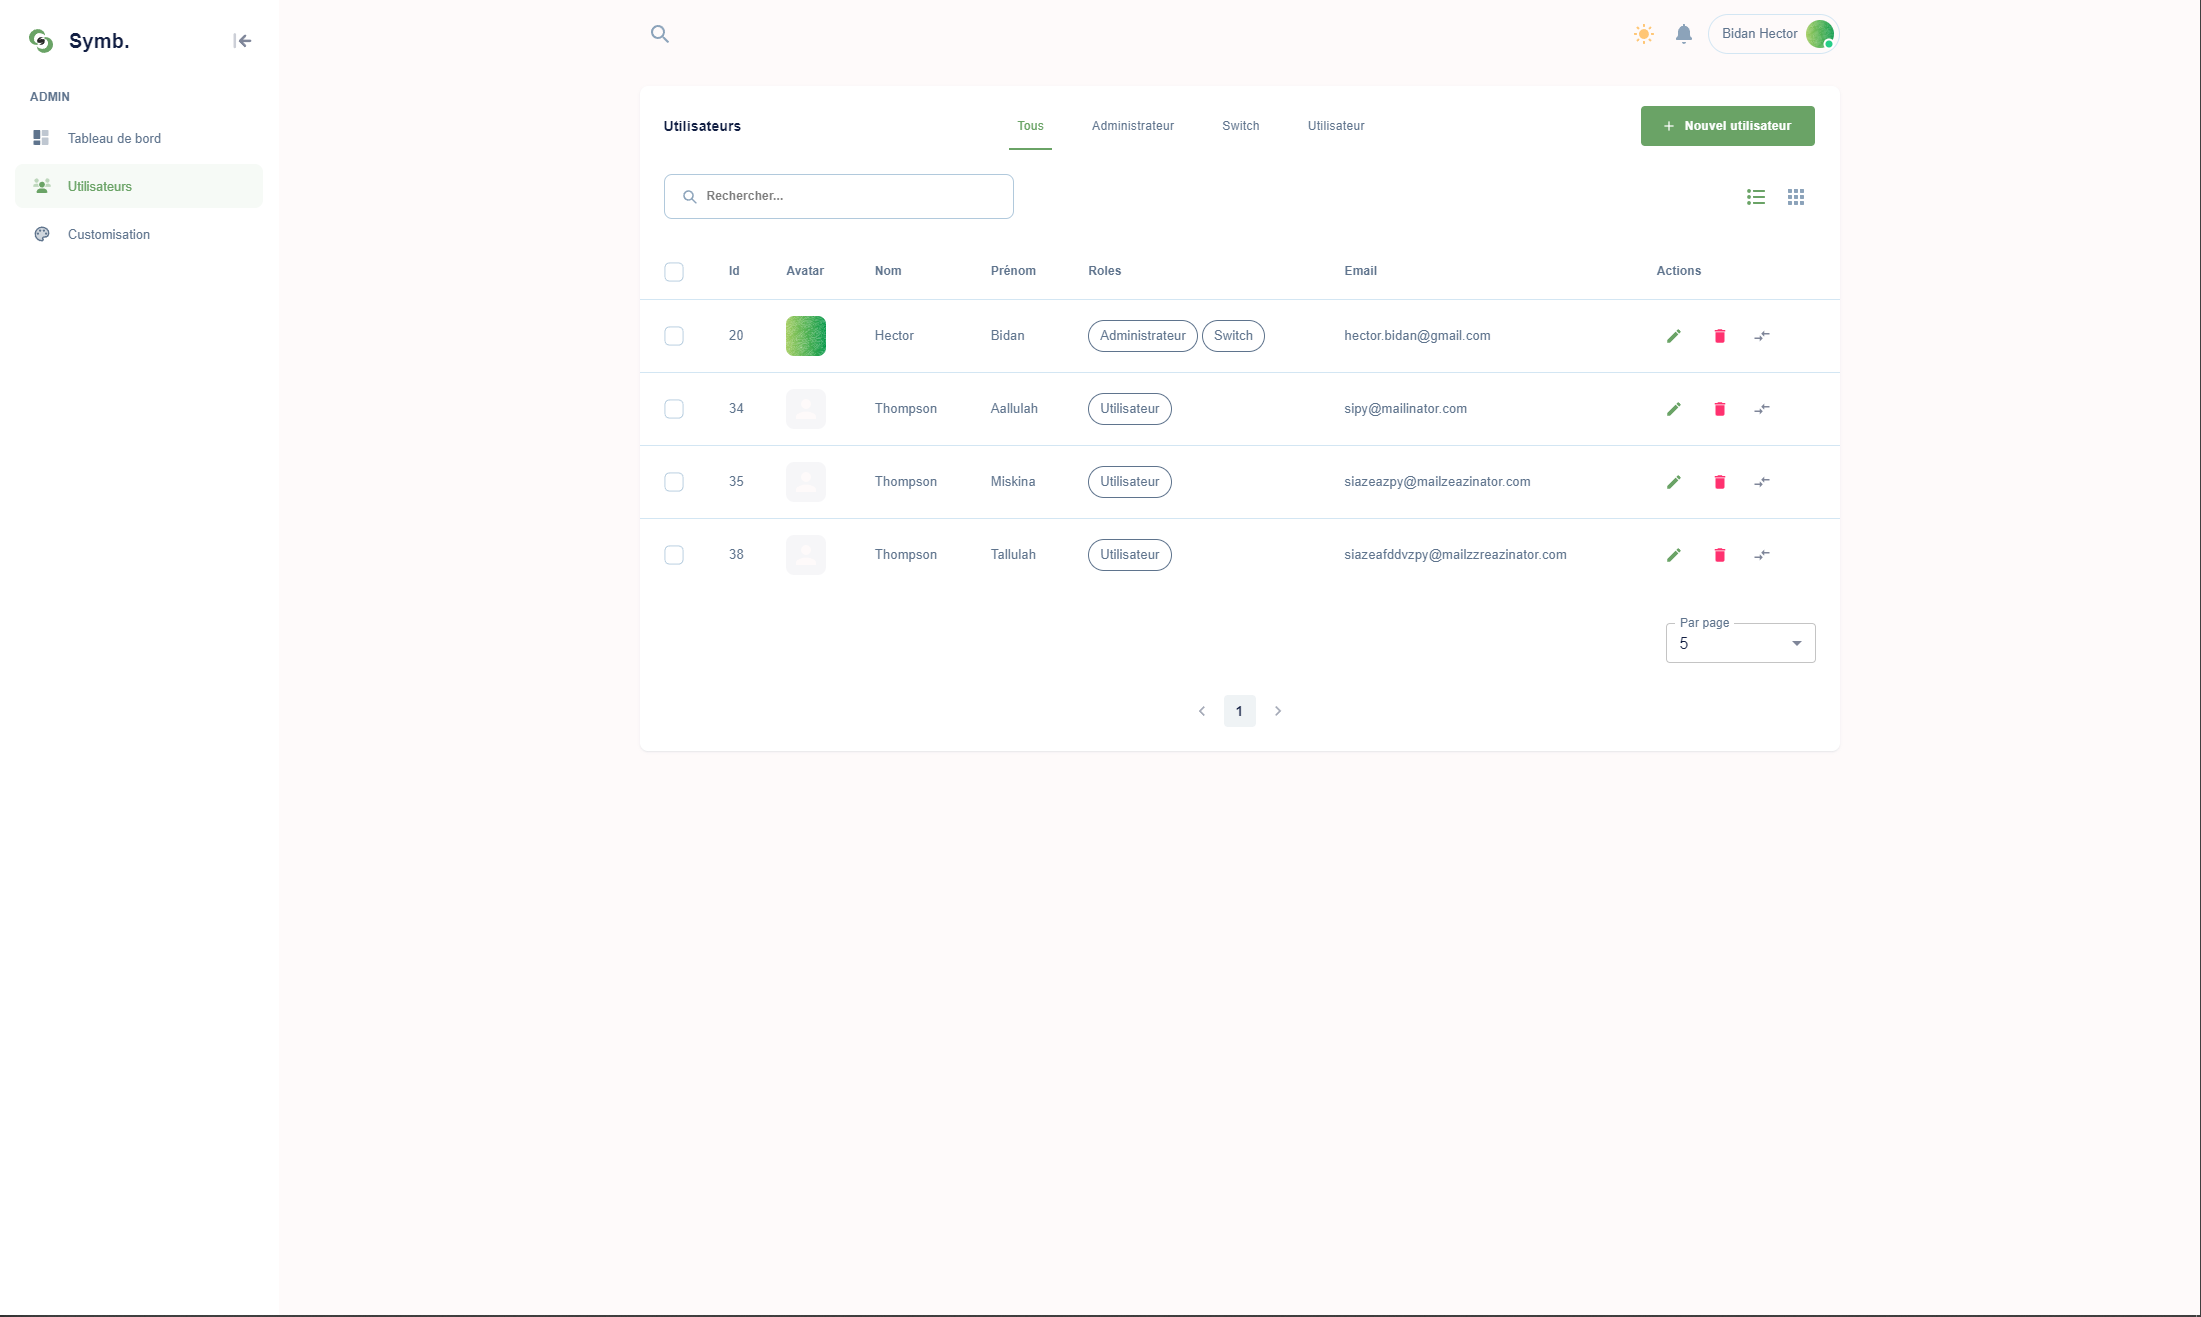 Symb.
ADMIN
Tableau de bord
Utilisateurs
Customisation
Bidan Hector
Utilisateurs
Tous Administrateur Switch Utilisateur
+ Nouvel utilisateur
Rechercher...
Id Avatar Nom Prénom Roles Email Actions
20 Hector Bidan Administrateur Switch hector.bidan@gmail.com
34 Thompson Aallulah Utilisateur sipy@mailinator.com
35 Thompson Miskina Utilisateur siazeazpy@mailzeazinator.com
38 Thompson Tallulah Utilisateur siazeafddvzpy@mailzzreazinator.com
Par page
5
1